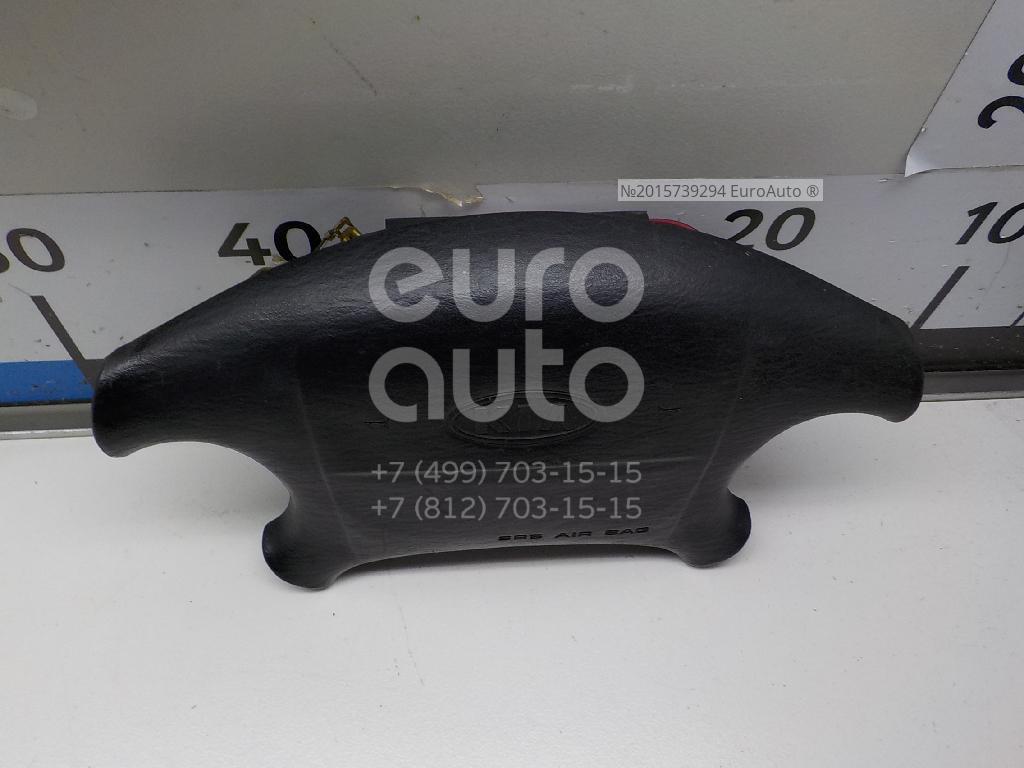 №2015739294 EuroAuto ®
40
20
10
euro
auto
KIA
+7 (499) 703-15-15
+7 (812) 703-15-15
SRS AIR BAG